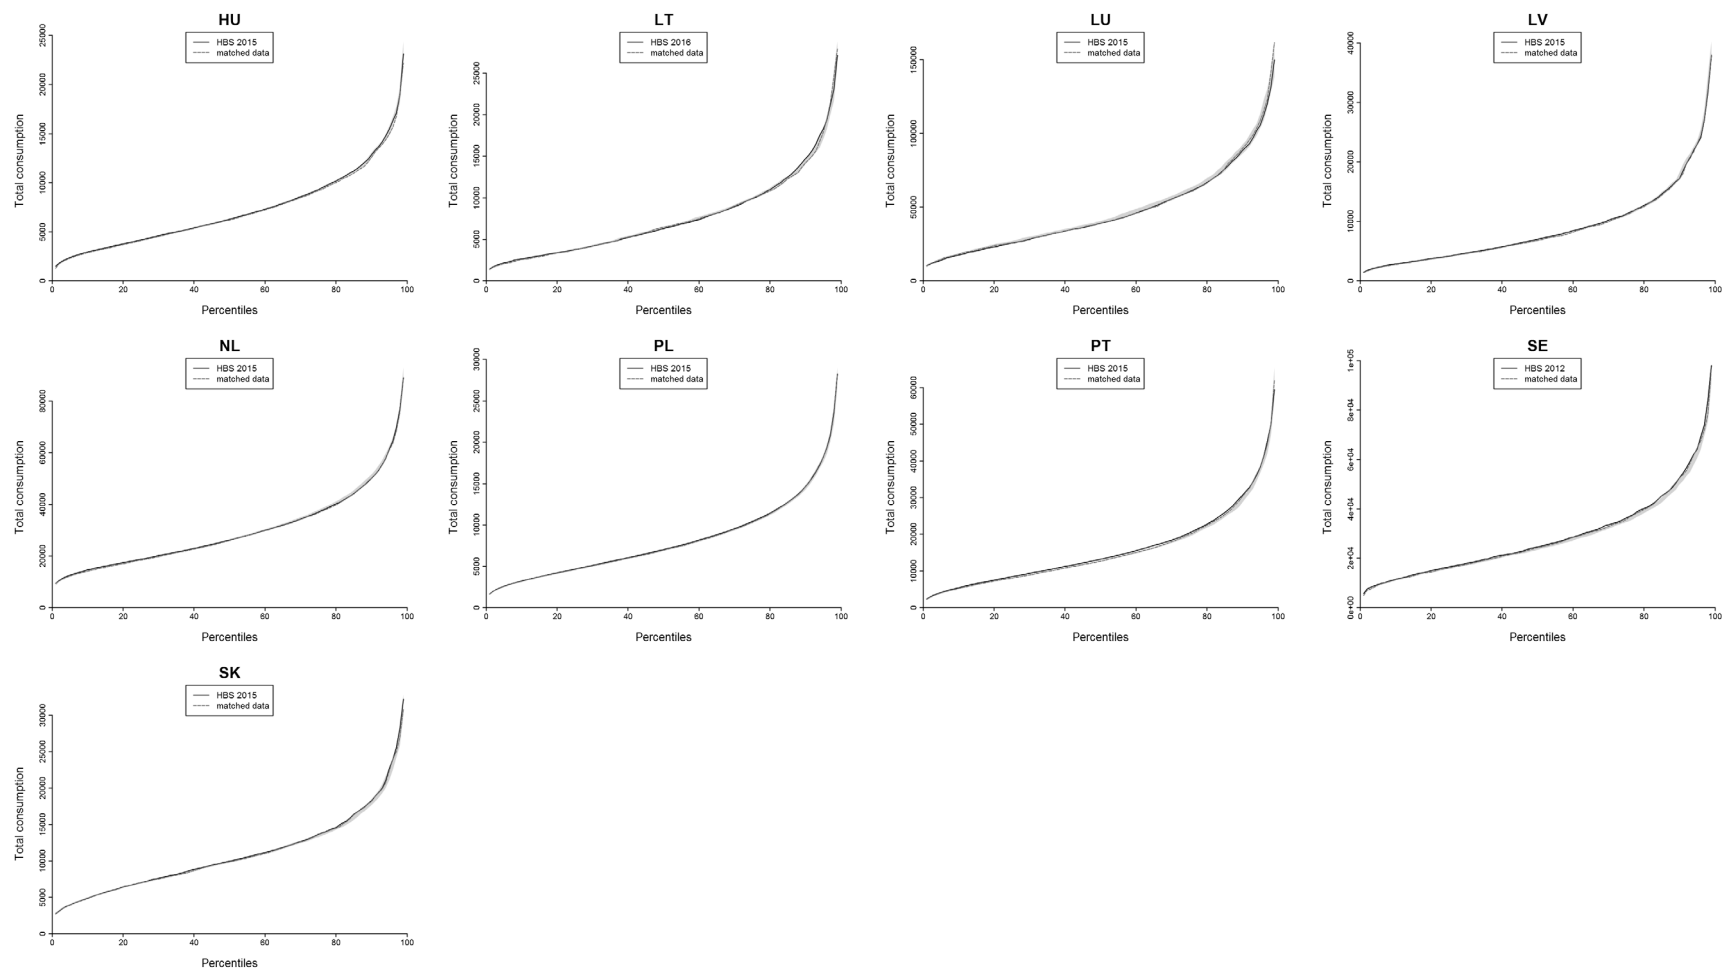 HU
HBS 2015
matched data
Total consumption
0
5000
10000
15000
20000
25000
0 20 40 60 80 100
Percentiles
LT
HBS 2016
matched data
Total consumption
0
5000
10000
15000
20000
25000
0 20 40 60 80 100
Percentiles
LU
HBS 2015
matched data
Total consumption
0
50000
100000
150000
0 20 40 60 80 100
Percentiles
LV
HBS 2015
matched data
Total consumption
0
10000
20000
30000
40000
0 20 40 60 80 100
Percentiles
NL
HBS 2015
matched data
Total consumption
0
20000
40000
60000
80000
0 20 40 60 80 100
Percentiles
PL
HBS 2015
matched data
Total consumption
0
5000
10000
15000
20000
25000
30000
0 20 40 60 80 100
Percentiles
PT
HBS 2015
matched data
Total consumption
0
10000
20000
30000
40000
50000
60000
0 20 40 60 80 100
Percentiles
SE
HBS 2012
matched data
Total consumption
0e+00
2e+04
4e+04
6e+04
8e+04
1e+05
0 20 40 60 80 100
Percentiles
SK
HBS 2015
matched data
Total consumption
0
5000
10000
15000
20000
25000
30000
0 20 40 60 80 100
Percentiles